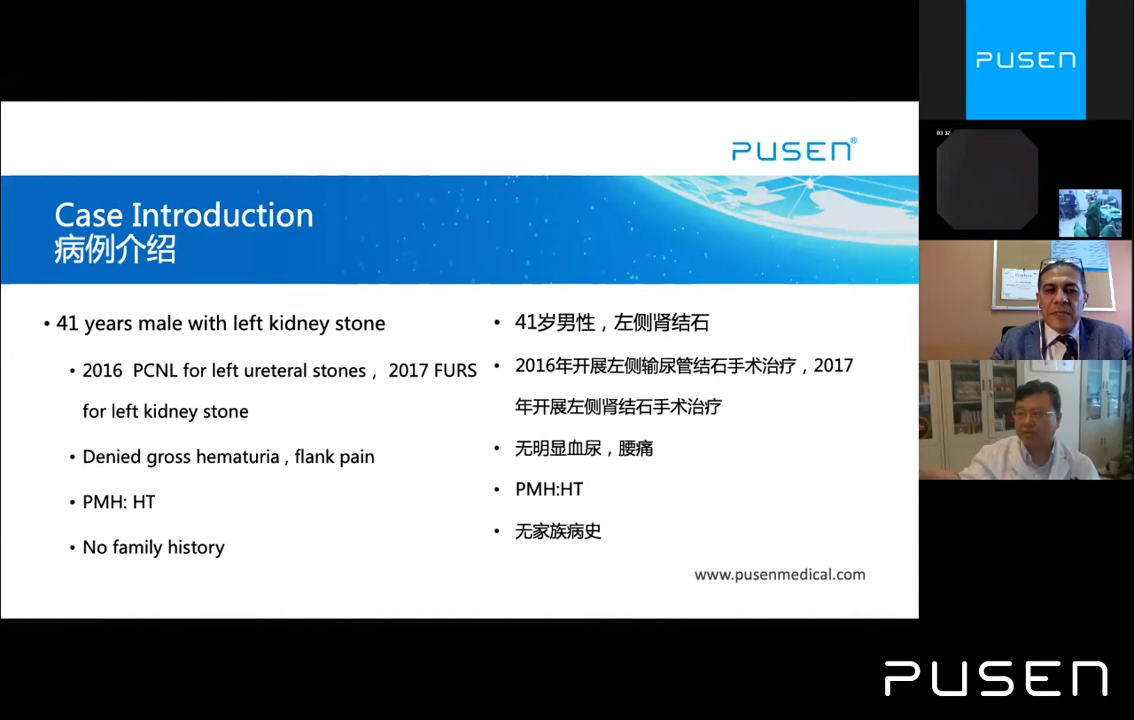 PUSEN
PUSEN®
03 32
Case Introduction
病例介绍
• 41 years male with left kidney stone
• 2016 PCNL for left ureteral stones， 2017 FURS
for left kidney stone
• Denied gross hematuria , flank pain
• PMH: HT
• No family history
• 41岁男性，左侧肾结石
• 2016年开展左侧输尿管结石手术治疗，2017
年开展左侧肾结石手术治疗
• 无明显血尿，腰痛
• PMH:HT
• 无家族病史
www.pusenmedical.com
PUSEN